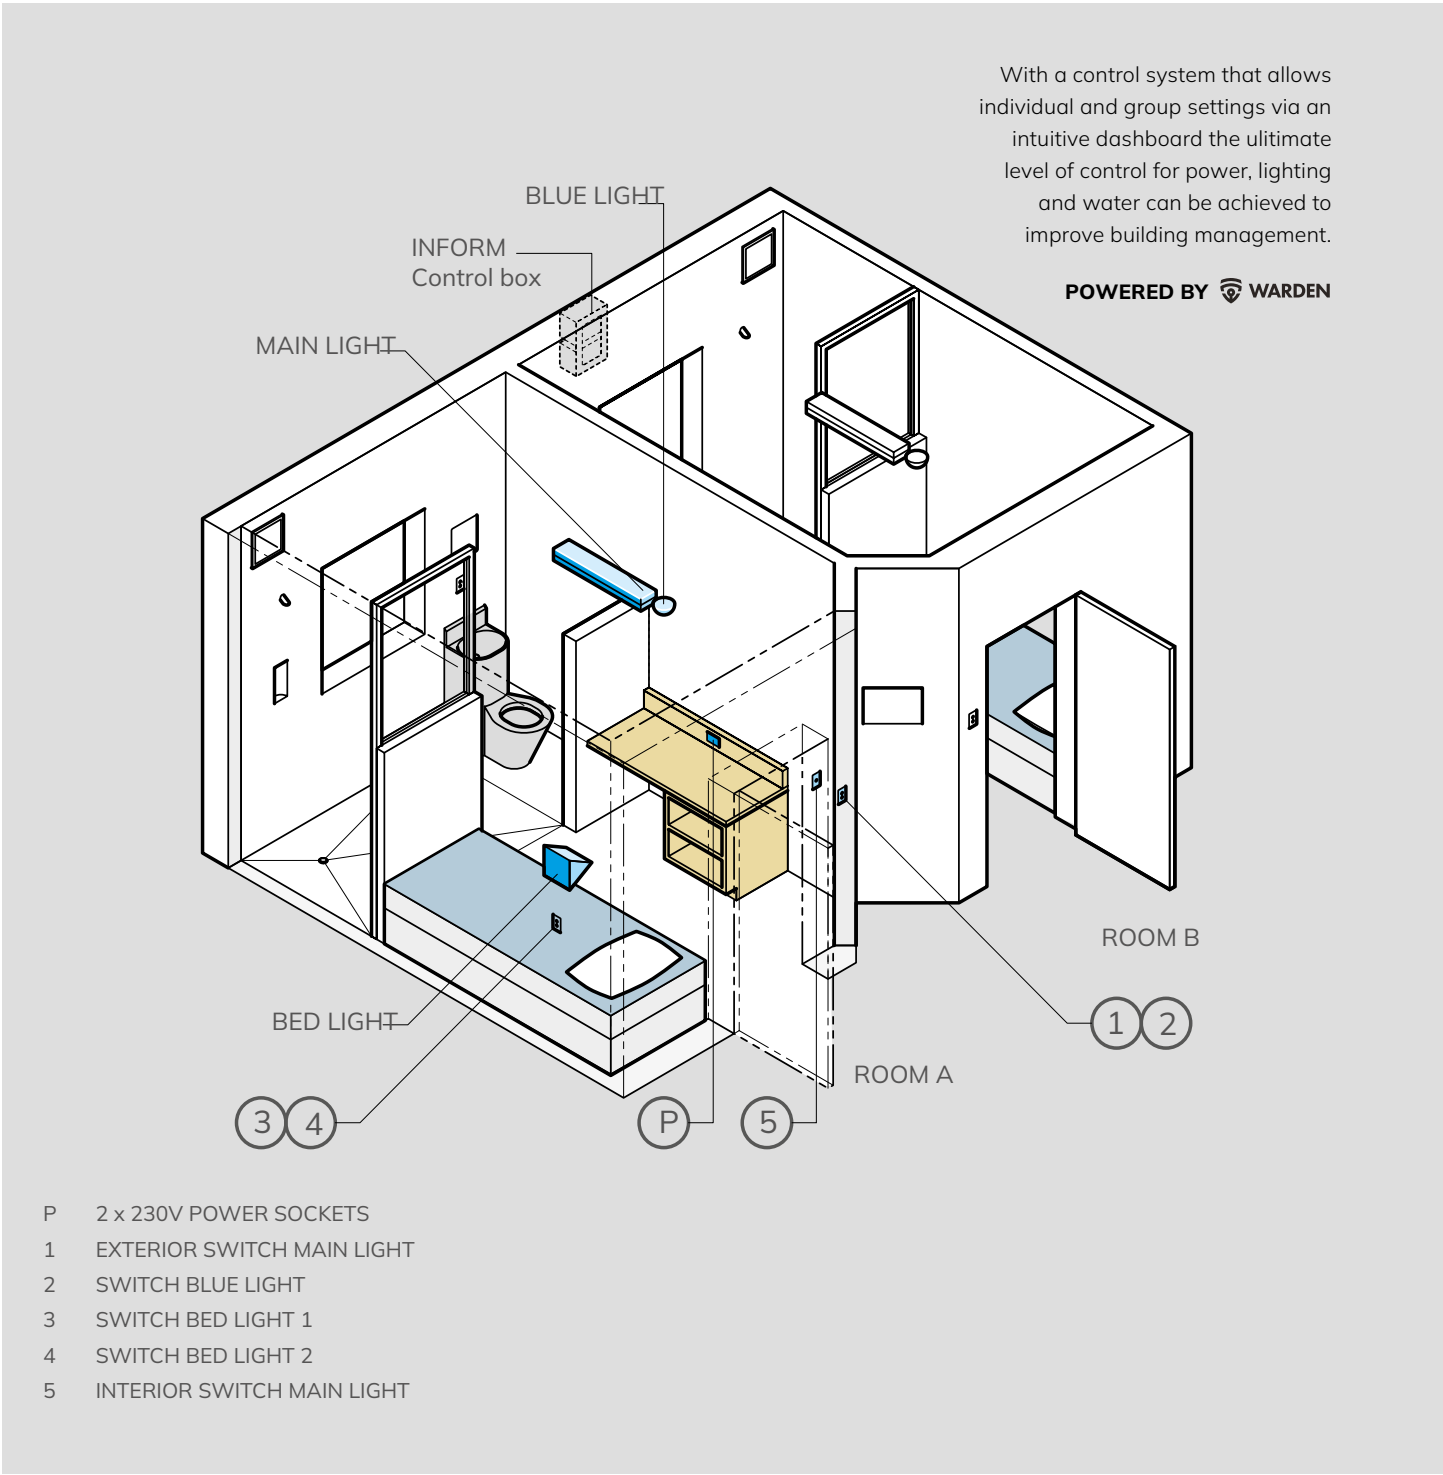 With a control system that allows
individual and group settings via an
intuitive dashboard the ulitimate
level of control for power, lighting
and water can be achieved to
improve building management.
POWERED BY WARDEN
BLUE LIGHT
INFORM
Control box
MAIN LIGHT
ROOM B
BED LIGHT
1 2
ROOM A
3 4
P
5
P 2 x 230V POWER SOCKETS
1 EXTERIOR SWITCH MAIN LIGHT
2 SWITCH BLUE LIGHT
3 SWITCH BED LIGHT 1
4 SWITCH BED LIGHT 2
5 INTERIOR SWITCH MAIN LIGHT